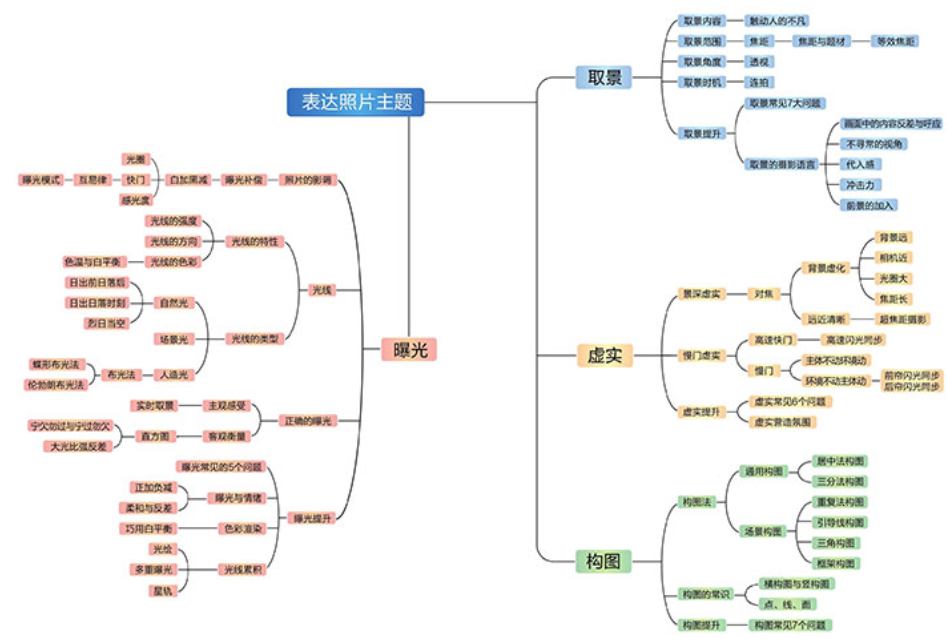 表达照片主题
取景
取景内容
触动人的不凡
取景范围
焦距
焦距与题材
等效焦距
取景角度
透视
取景时机
连拍
取景提升
取景常见7大问题
取景的摄影语言
画面中的内容反差与呼应
不寻常的视角
代入感
冲击力
前景的加入
虚实
景深虚实
对焦
背景虚化
背景远
相机近
光圈大
焦距长
远近清晰
超焦距摄影
慢门虚实
高速快门
高速闪光同步
慢门
主体不动环境动
环境不动主体动
前帘闪光同步
后帘闪光同步
虚实提升
虚实常见6个问题
虚实营造氛围
构图
构图法
通用构图
居中法构图
三分法构图
场景构图
重复法构图
引导线构图
三角构图
框架构图
构图的常识
横构图与竖构图
点、线、面
构图提升
构图常见7个问题
曝光
照片的影调
曝光补偿
白加黑减
光圈
快门
感光度
互易律
曝光模式
光线
光线的特性
光线的强度
光线的方向
光线的色彩
色温与白平衡
光线的类型
自然光
日出前日落后
日出日落时刻
烈日当空
场景光
人造光
布光法
蝶形布光法
伦勃朗布光法
正确的曝光
主观感受
实时取景
客观衡量
直方图
宁欠勿过与宁过勿欠
大光比强反差
曝光提升
曝光常见的5个问题
曝光与情绪
正加负减
柔和与反差
色彩渲染
巧用白平衡
光线累积
光绘
多重曝光
星轨